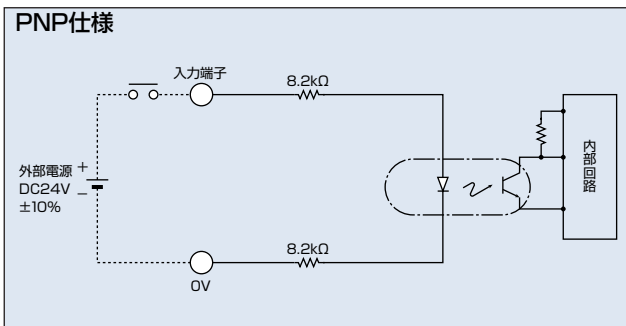 PNP仕様
入力端子
8.2kΩ
外部電源
DC24V
±10%
+
−
内部回路
8.2kΩ
0V